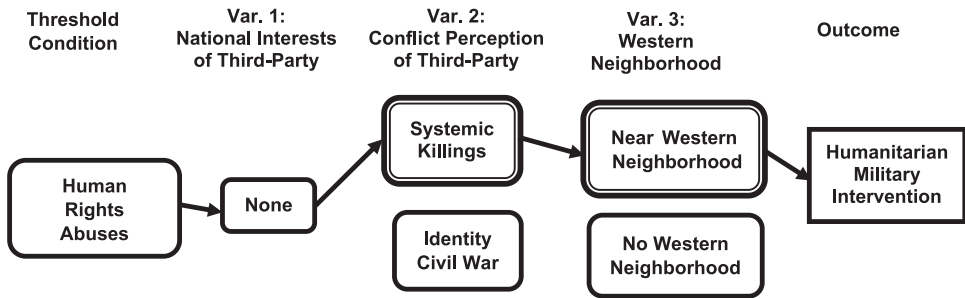 Threshold
Condition
Var. 1:
National Interests
of Third-Party
Var. 2:
Conflict Perception
of Third-Party
Var. 3:
Western
Neighborhood
Outcome
Human
Rights
Abuses
None
Systemic
Killings
Identity
Civil War
Near Western
Neighborhood
No Western
Neighborhood
Humanitarian
Military
Intervention